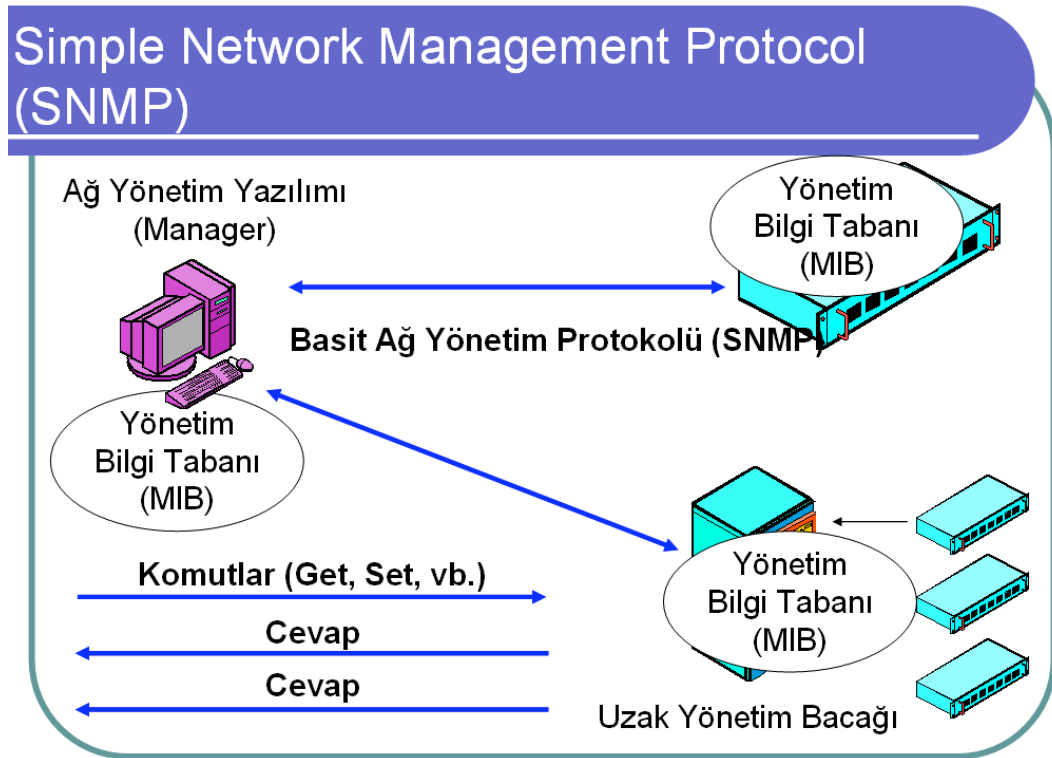 Simple Network Management Protocol
(SNMP)
Ağ Yönetim Yazılımı
(Manager)
Yönetim
Bilgi Tabanı
(MIB)
Basit Ağ Yönetim Protokolü (SNMP)
Yönetim
Bilgi Tabanı
(MIB)
Yönetim
Bilgi Tabanı
(MIB)
Komutlar (Get, Set, vb.)
Cevap
Cevap
Uzak Yönetim Bacağı